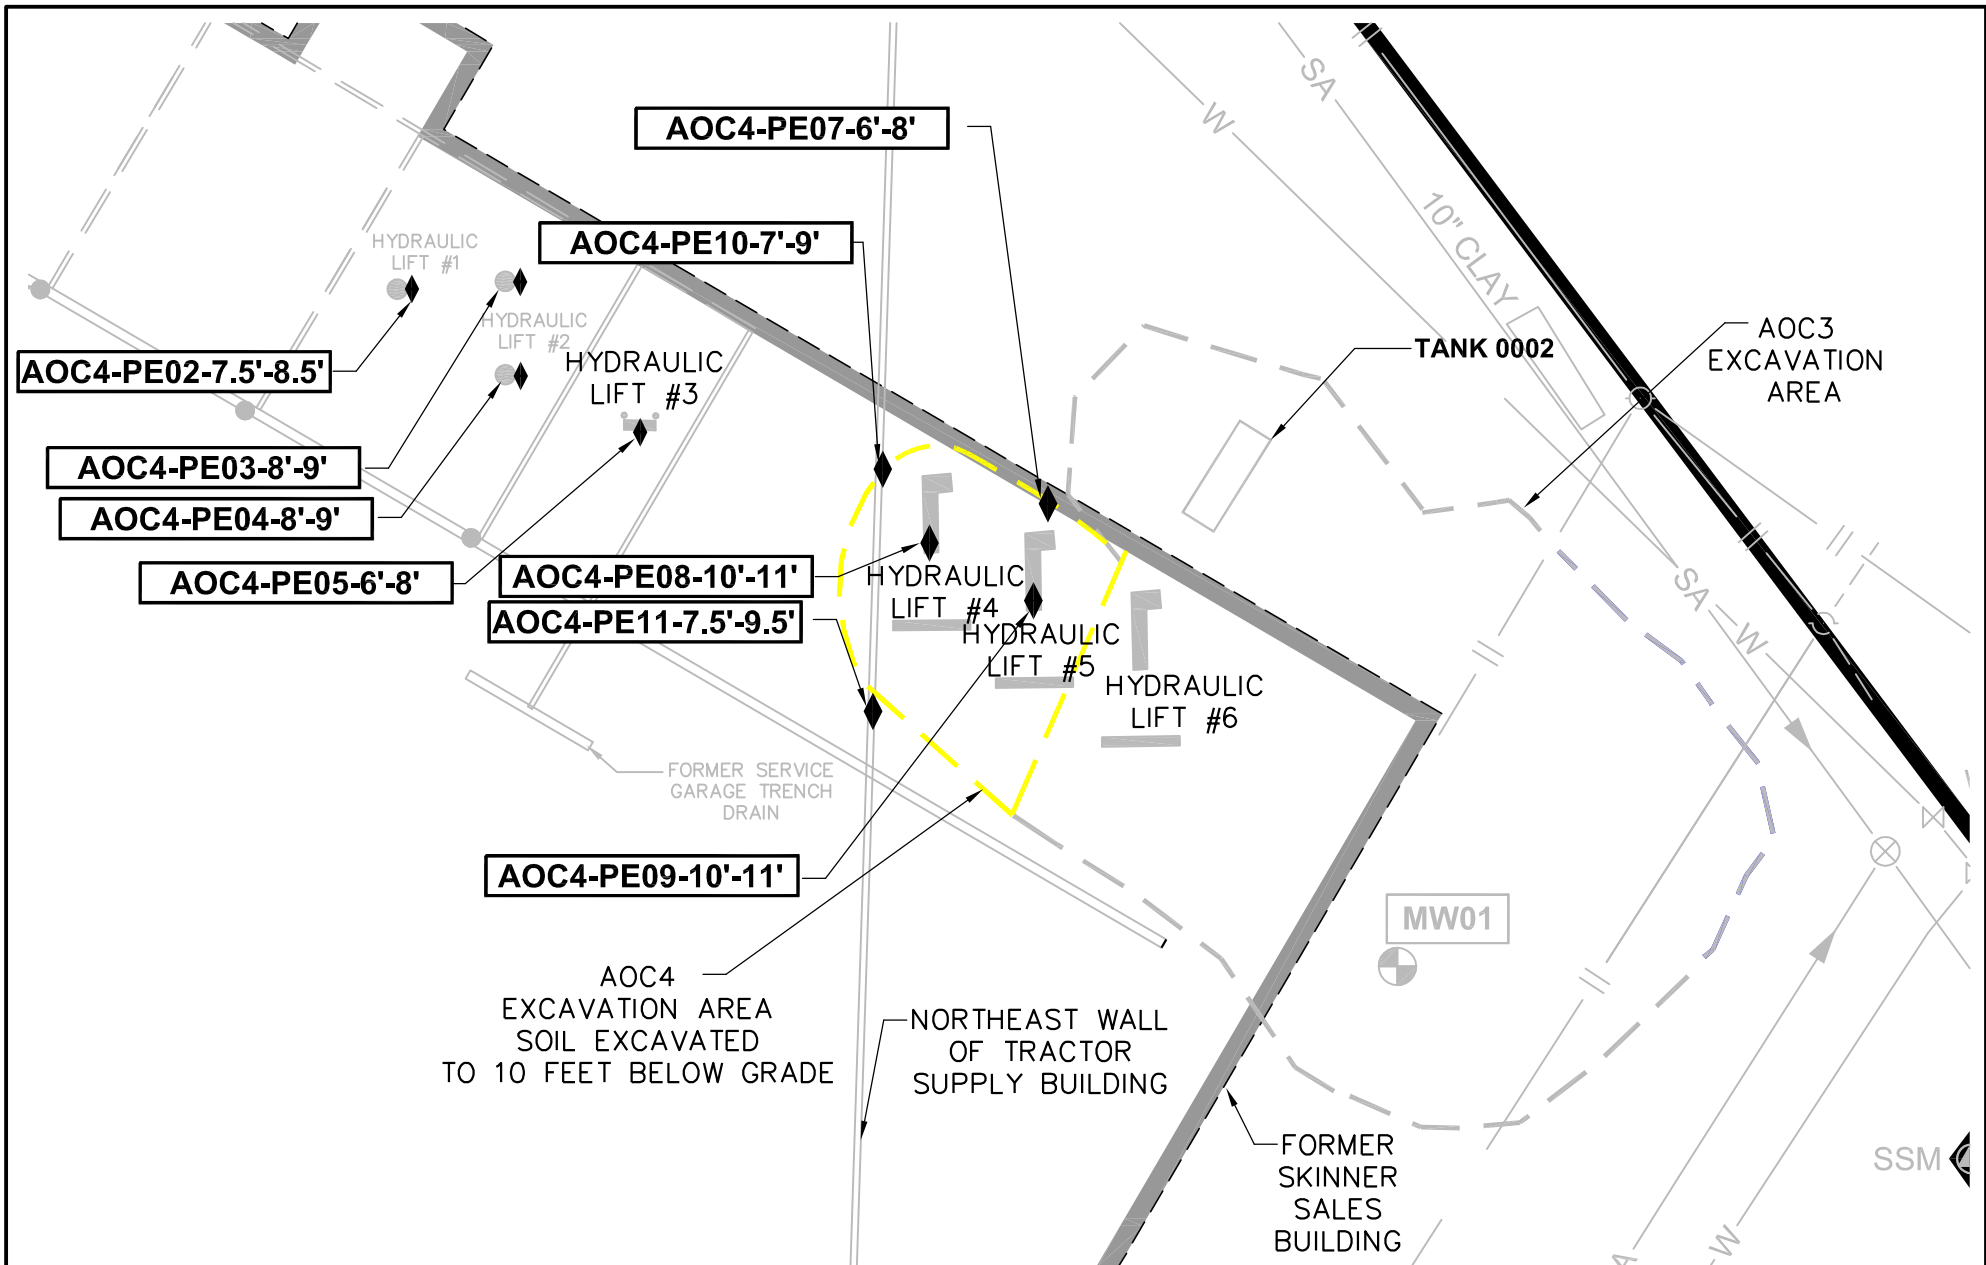 SA
W
AOC4-PE07-6'-8'
10" CLAY
HYDRAULIC
LIFT #1
AOC4-PE10-7'-9'
HYDRAULIC
LIFT #2
AOC3
EXCAVATION
AREA
TANK 0002
AOC4-PE02-7.5'-8.5'
HYDRAULIC
LIFT #3
AOC4-PE03-8'-9'
AOC4-PE04-8'-9'
AOC4-PE05-6'-8'
AOC4-PE08-10'-11'
HYDRAULIC
LIFT #4
AOC4-PE11-7.5'-9.5'
HYDRAULIC
LIFT #5
SA
W
HYDRAULIC
LIFT #6
FORMER SERVICE
GARAGE TRENCH
DRAIN
AOC4-PE09-10'-11'
MW01
AOC4
EXCAVATION AREA
SOIL EXCAVATED
TO 10 FEET BELOW GRADE
NORTHEAST WALL
OF TRACTOR
SUPPLY BUILDING
FORMER
SKINNER
SALES
BUILDING
SSM
A
W